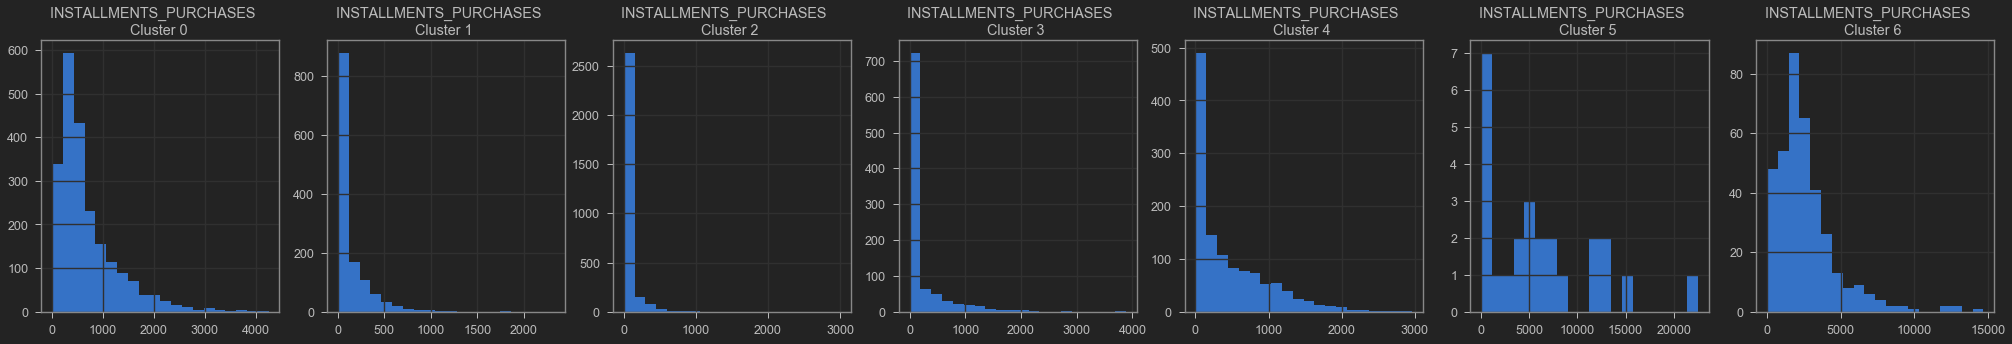 INSTALLMENTS_PURCHASES
Cluster 0
600
500
400
300
200
100
0
0 1000 2000 3000 4000
INSTALLMENTS_PURCHASES
Cluster 1
800
600
400
200
0
0 500 1000 1500 2000
INSTALLMENTS_PURCHASES
Cluster 2
2500
2000
1500
1000
500
0
0 1000 2000 3000
INSTALLMENTS_PURCHASES
Cluster 3
700
600
500
400
300
200
100
0
0 1000 2000 3000 4000
INSTALLMENTS_PURCHASES
Cluster 4
500
400
300
200
100
0
0 1000 2000 3000
INSTALLMENTS_PURCHASES
Cluster 5
7
6
5
4
3
2
1
0
0 5000 10000 15000 20000
INSTALLMENTS_PURCHASES
Cluster 6
80
60
40
20
0
0 5000 10000 15000